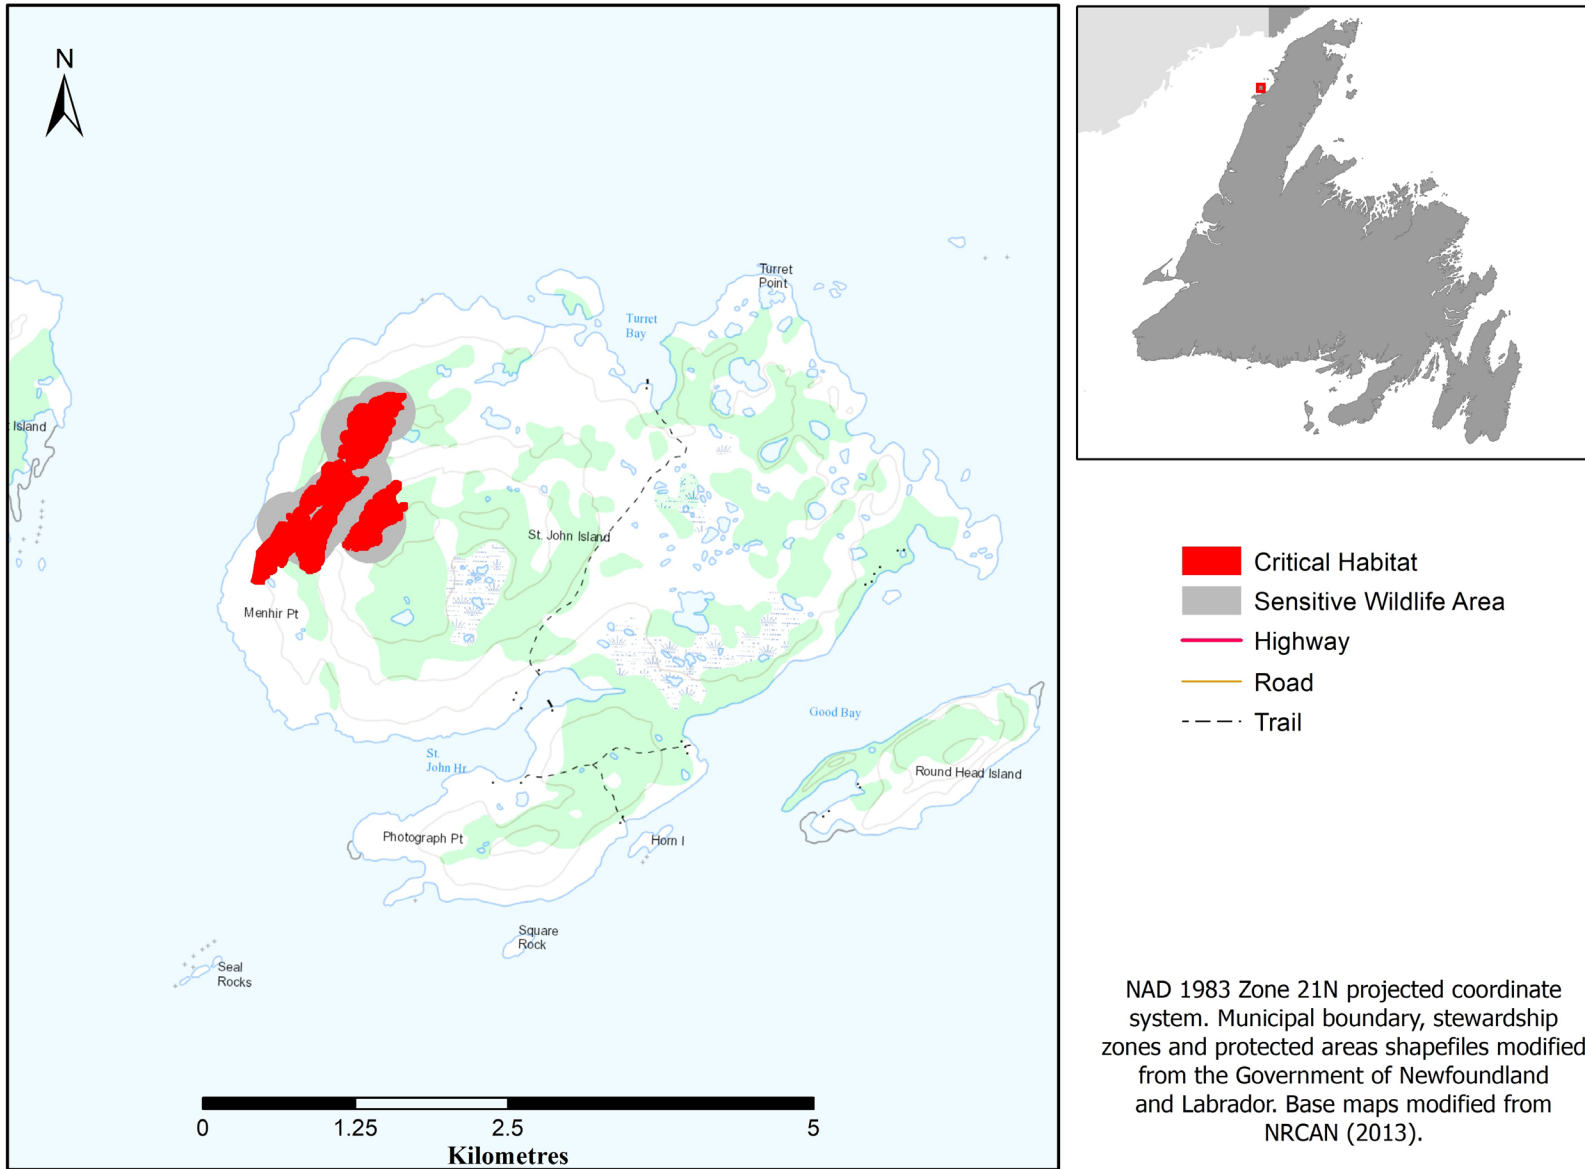 N
Turret
Point
Turret
Bay
t Island
St. John Island
Menhir Pt
Good Bay
St.
John Hr
Round Head Island
Photograph Pt
Horn I
Square
Rock
Seal
Rocks
0
1.25
2.5
5
Kilometres
Critical Habitat
Sensitive Wildlife Area
Highway
Road
Trail
NAD 1983 Zone 21N projected coordinate
system. Municipal boundary, stewardship
zones and protected areas shapefiles modified
from the Government of Newfoundland
and Labrador. Base maps modified from
NRCAN (2013).